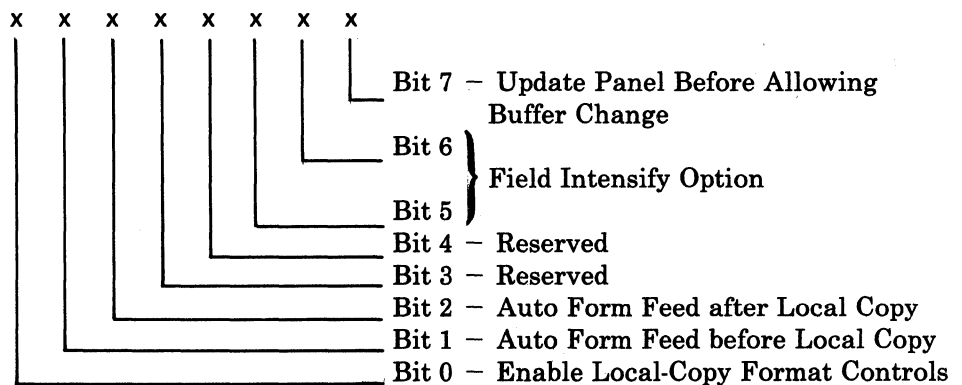 x x x x x x x x
Bit 7 — Update Panel Before Allowing
Buffer Change
Bit 6
Field Intensify Option
Bit 5
Bit 4 — Reserved
Bit 3 — Reserved
Bit 2 — Auto Form Feed after Local Copy
Bit 1 — Auto Form Feed before Local Copy
Bit 0 — Enable Local-Copy Format Controls